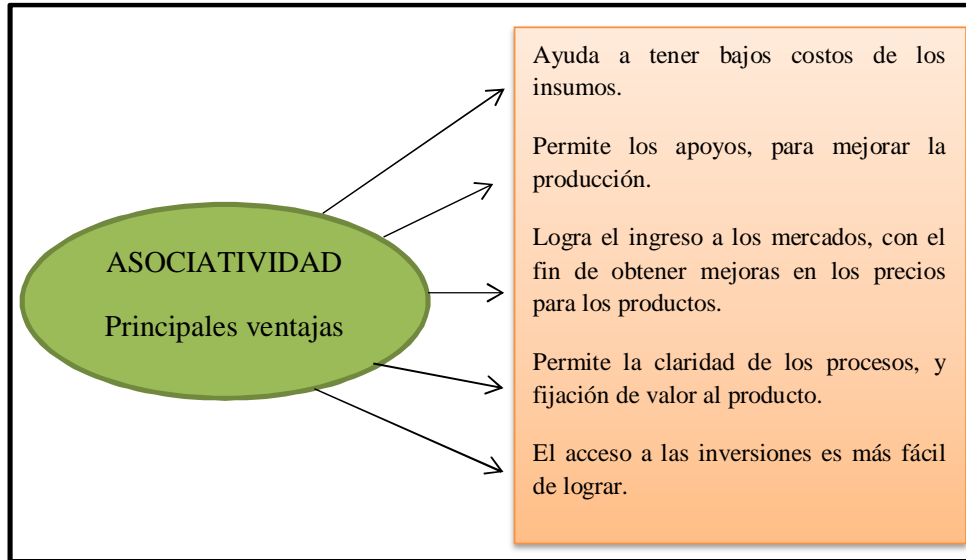 ASOCIATIVIDAD
Principales ventajas
Ayuda a tener bajos costos de los
insumos.
Permite los apoyos, para mejorar la
producción.
Logra el ingreso a los mercados, con el
fin de obtener mejoras en los precios
para los productos.
Permite la claridad de los procesos, y
fijación de valor al producto.
El acceso a las inversiones es más fácil
de lograr.